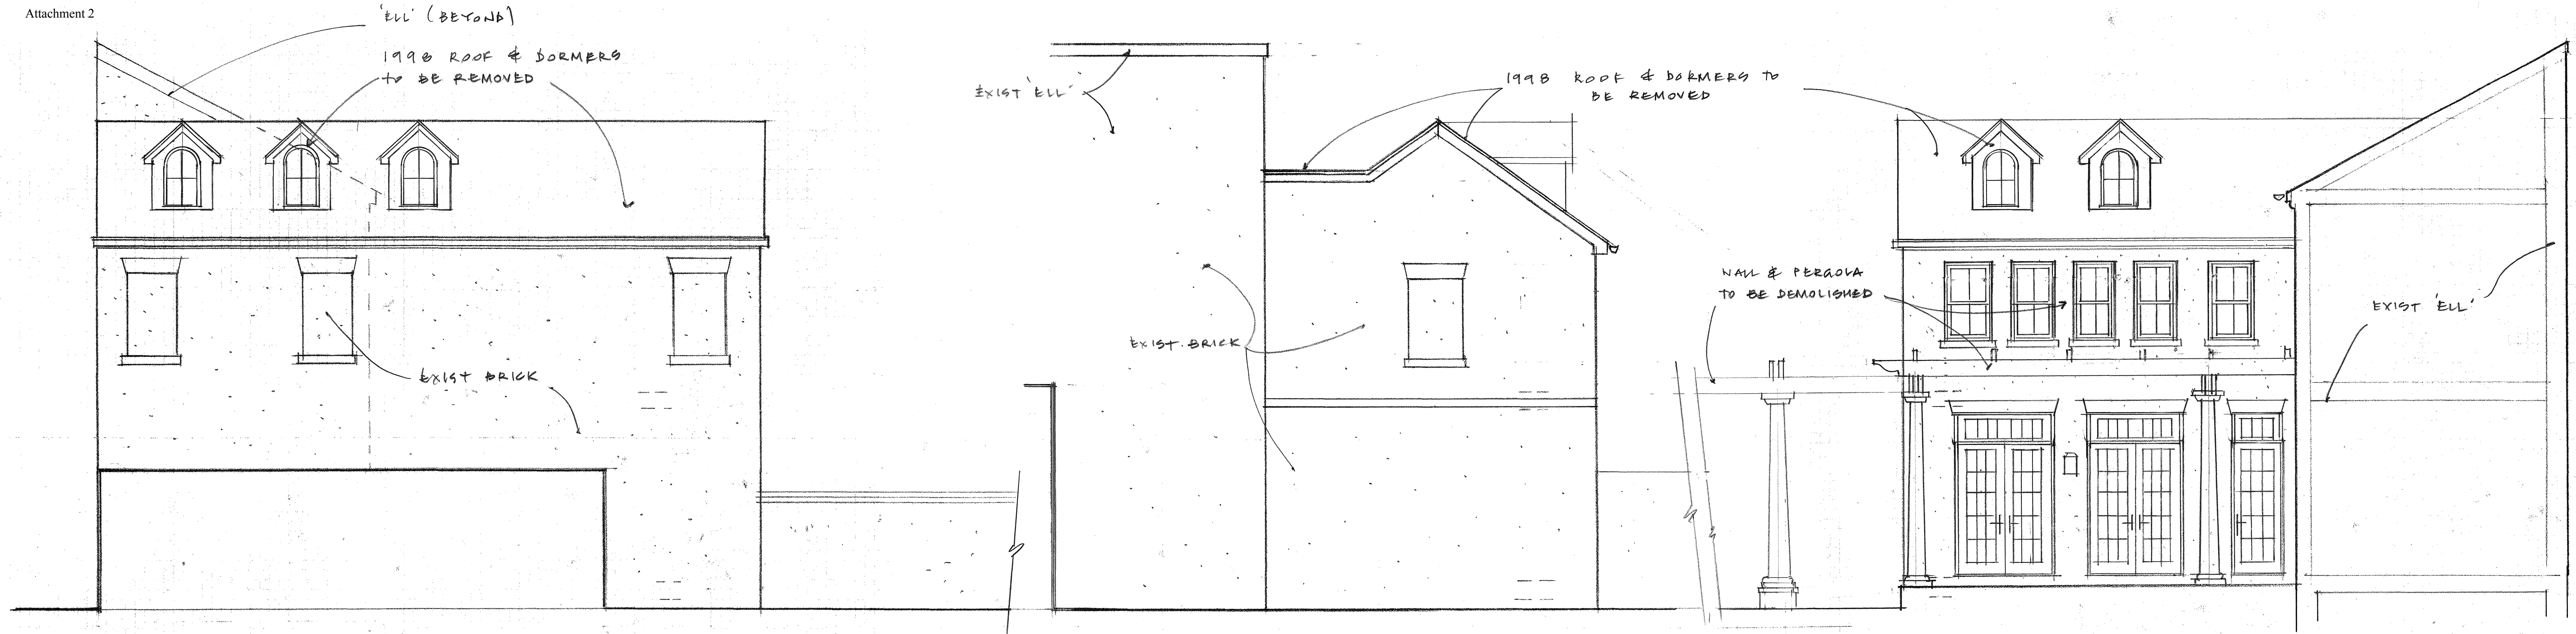 Attachment 2
'ELL' (BEYOND)
1998 ROOF & DORMERS
to BE REMOVED
EXIST BRICK
EXIST 'ELL'
EXIST. BRICK
1998 ROOF & DORMERS to
BE REMOVED
WALL & PERGOLA
TO BE DEMOLISHED
EXIST 'ELL'